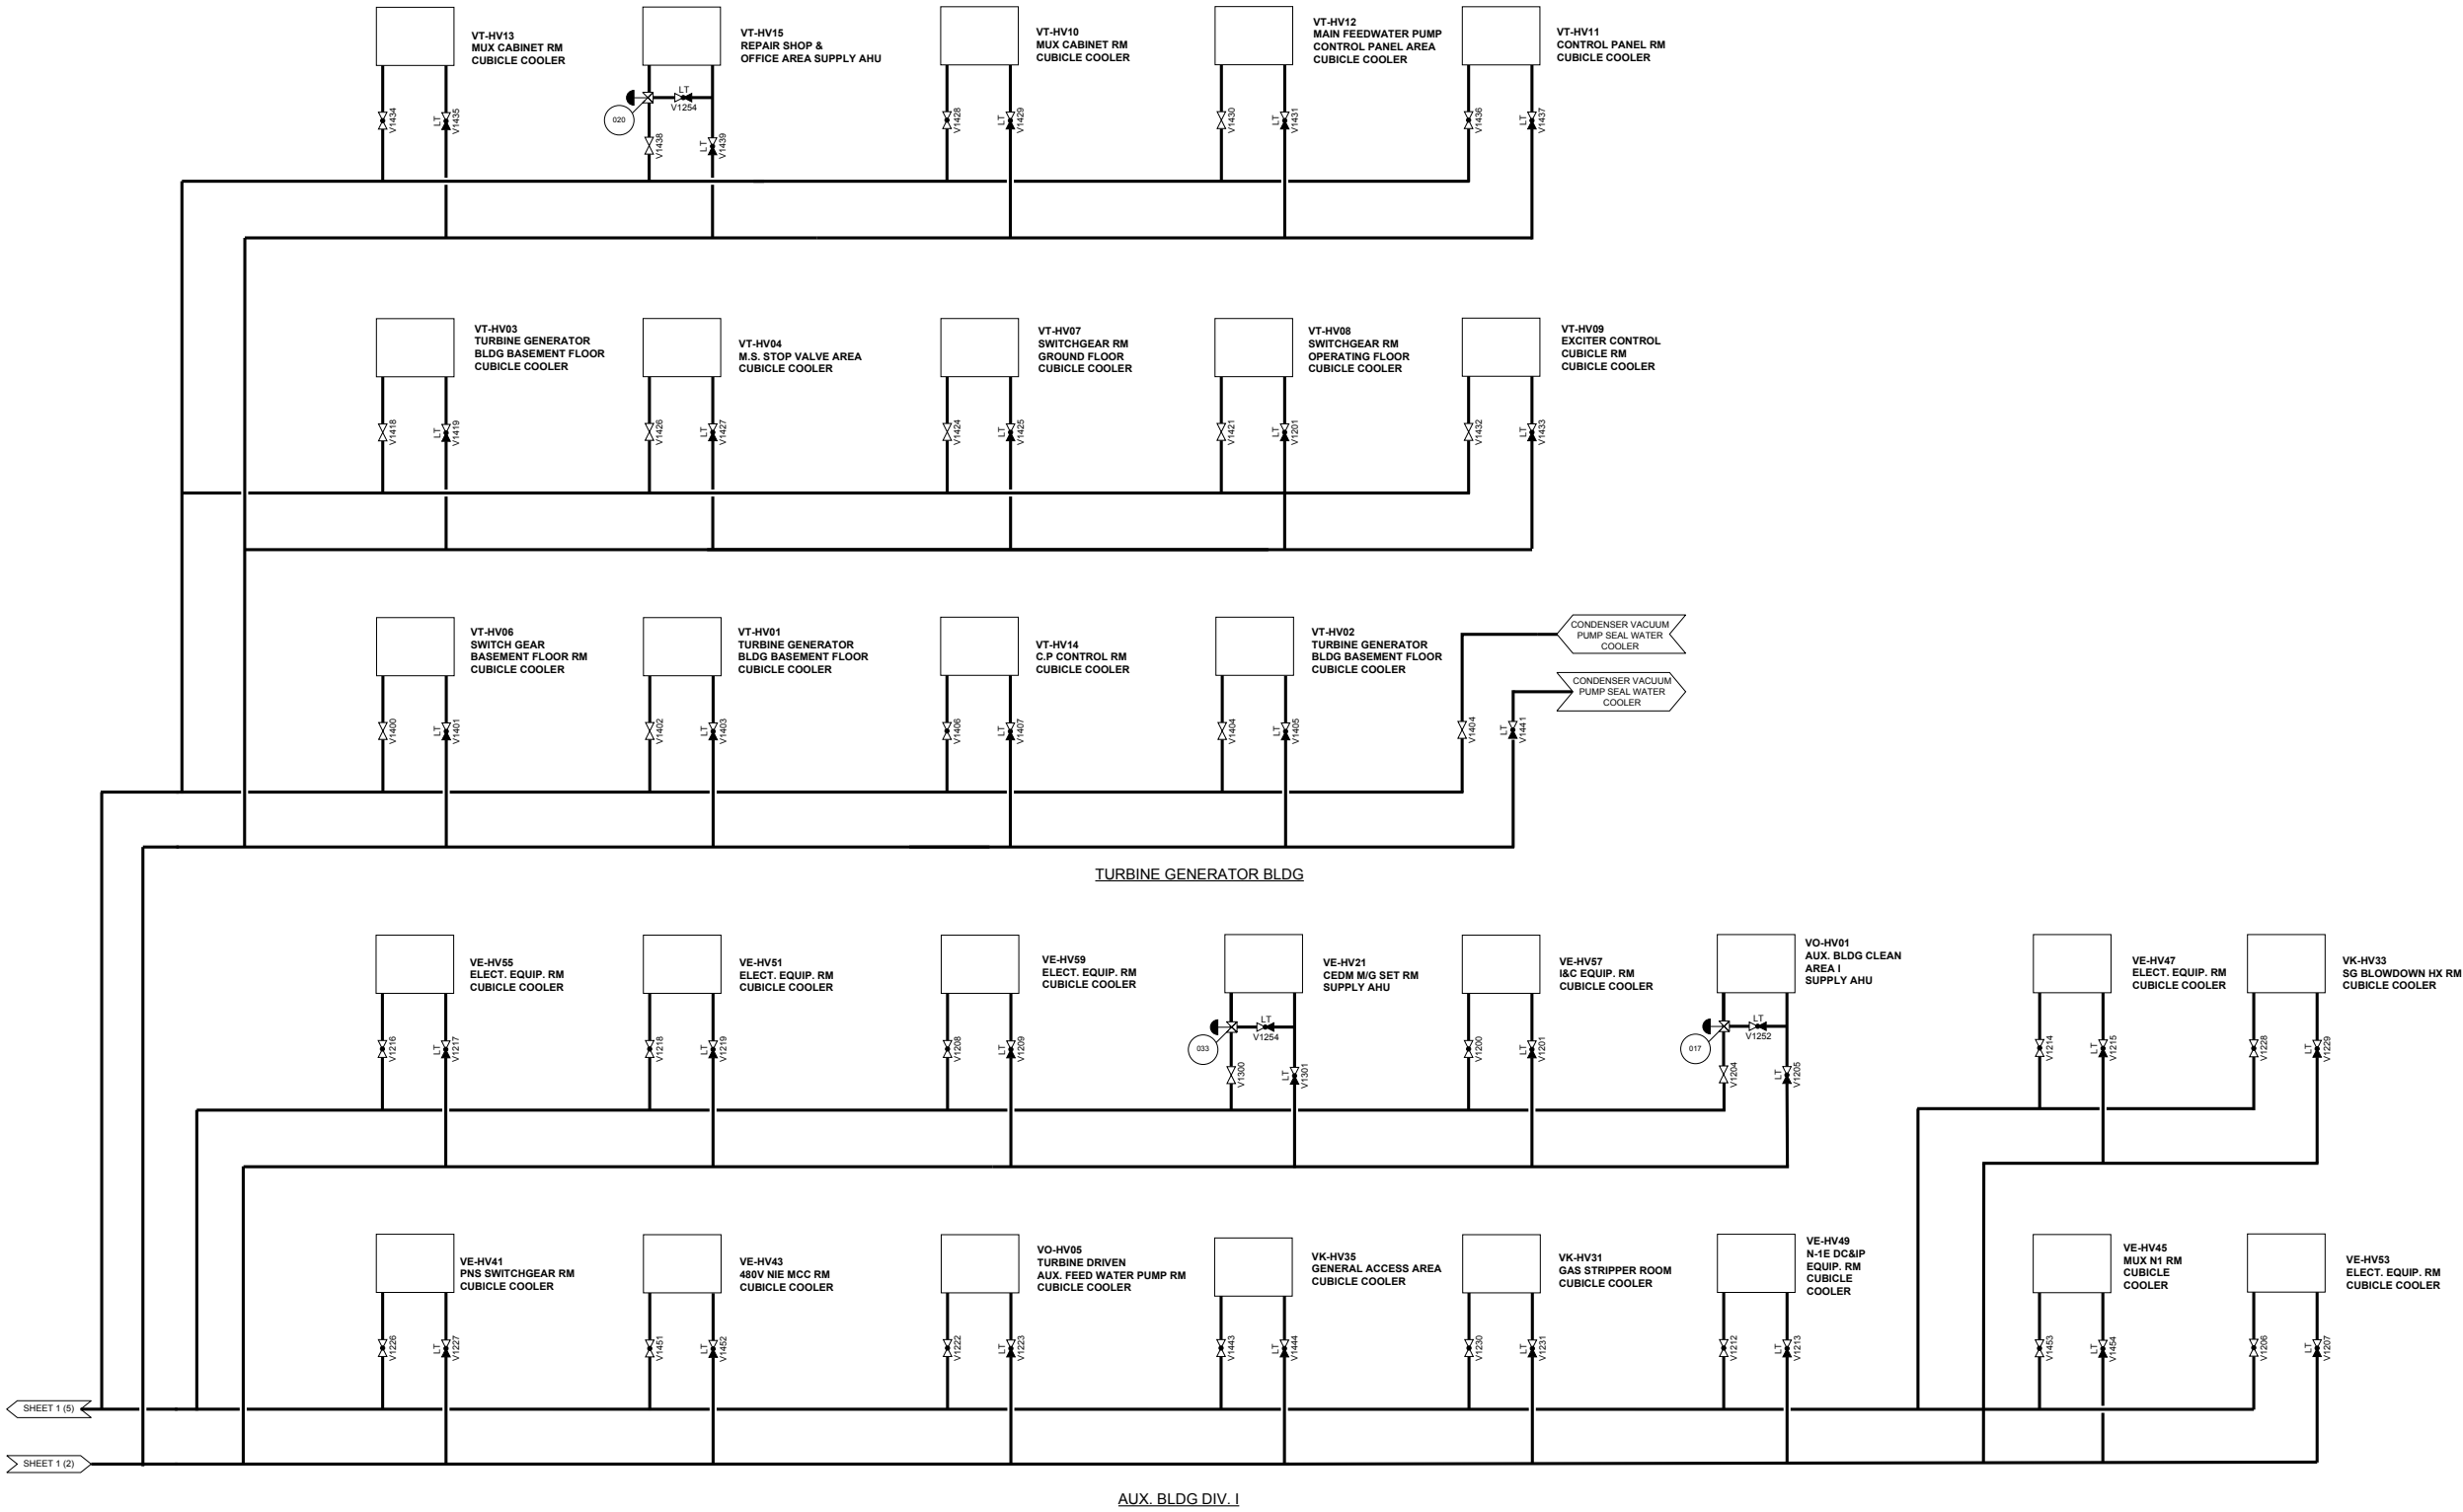 VT-HV13
MUX CABINET RM
CUBICLE COOLER
VT-HV15
REPAIR SHOP &
OFFICE AREA SUPPLY AHU
VT-HV10
MUX CABINET RM
CUBICLE COOLER
VT-HV12
MAIN FEEDWATER PUMP
CONTROL PANEL AREA
CUBICLE COOLER
VT-HV11
CONTROL PANEL RM
CUBICLE COOLER
V1434
LT
V1435
020
LT
V1254
V1438
LT
V1439
V1428
LT
V1429
V1430
LT
V1431
V1436
LT
V1437
VT-HV03
TURBINE GENERATOR
BLDG BASEMENT FLOOR
CUBICLE COOLER
VT-HV04
M.S. STOP VALVE AREA
CUBICLE COOLER
VT-HV07
SWITCHGEAR RM
GROUND FLOOR
CUBICLE COOLER
VT-HV08
SWITCHGEAR RM
OPERATING FLOOR
CUBICLE COOLER
VT-HV09
EXCITER CONTROL
CUBICLE RM
CUBICLE COOLER
V1418
LT
V1419
V1426
LT
V1427
V1424
LT
V1425
V1421
LT
V1201
V1432
LT
V1433
VT-HV06
SWITCH GEAR
BASEMENT FLOOR RM
CUBICLE COOLER
VT-HV01
TURBINE GENERATOR
BLDG BASEMENT FLOOR
CUBICLE COOLER
VT-HV14
C.P CONTROL RM
CUBICLE COOLER
VT-HV02
TURBINE GENERATOR
BLDG BASEMENT FLOOR
CUBICLE COOLER
CONDENSER VACUUM
PUMP SEAL WATER
COOLER
CONDENSER VACUUM
PUMP SEAL WATER
COOLER
V1400
LT
V1401
V1402
LT
V1403
V1406
LT
V1407
V1404
LT
V1405
V1404
LT
V1441
TURBINE GENERATOR BLDG
VE-HV55
ELECT. EQUIP. RM
CUBICLE COOLER
VE-HV51
ELECT. EQUIP. RM
CUBICLE COOLER
VE-HV59
ELECT. EQUIP. RM
CUBICLE COOLER
VE-HV21
CEDM M/G SET RM
SUPPLY AHU
VE-HV57
I&C EQUIP. RM
CUBICLE COOLER
VO-HV01
AUX. BLDG CLEAN
AREA I
SUPPLY AHU
VE-HV47
ELECT. EQUIP. RM
CUBICLE COOLER
VK-HV33
SG BLOWDOWN HX RM
CUBICLE COOLER
V1216
LT
V1217
V1218
LT
V1219
V1208
LT
V1209
033
LT
V1254
V1300
LT
V1301
V1200
LT
V1201
017
LT
V1252
V1204
LT
V1205
V1214
LT
V1215
V1228
LT
V1229
VE-HV41
PNS SWITCHGEAR RM
CUBICLE COOLER
VE-HV43
480V NIE MCC RM
CUBICLE COOLER
VO-HV05
TURBINE DRIVEN
AUX. FEED WATER PUMP RM
CUBICLE COOLER
VK-HV35
GENERAL ACCESS AREA
CUBICLE COOLER
VK-HV31
GAS STRIPPER ROOM
CUBICLE COOLER
VE-HV49
N-1E DC&IP
EQUIP. RM
CUBICLE
COOLER
VE-HV45
MUX N1 RM
CUBICLE
COOLER
VE-HV53
ELECT. EQUIP. RM
CUBICLE COOLER
V1226
LT
V1227
V1451
LT
V1452
V1222
LT
V1223
V1443
LT
V1444
V1230
LT
V1231
V1212
LT
V1213
V1453
LT
V1454
V1206
LT
V1207
SHEET 1 (5)
SHEET 1 (2)
AUX. BLDG DIV. I